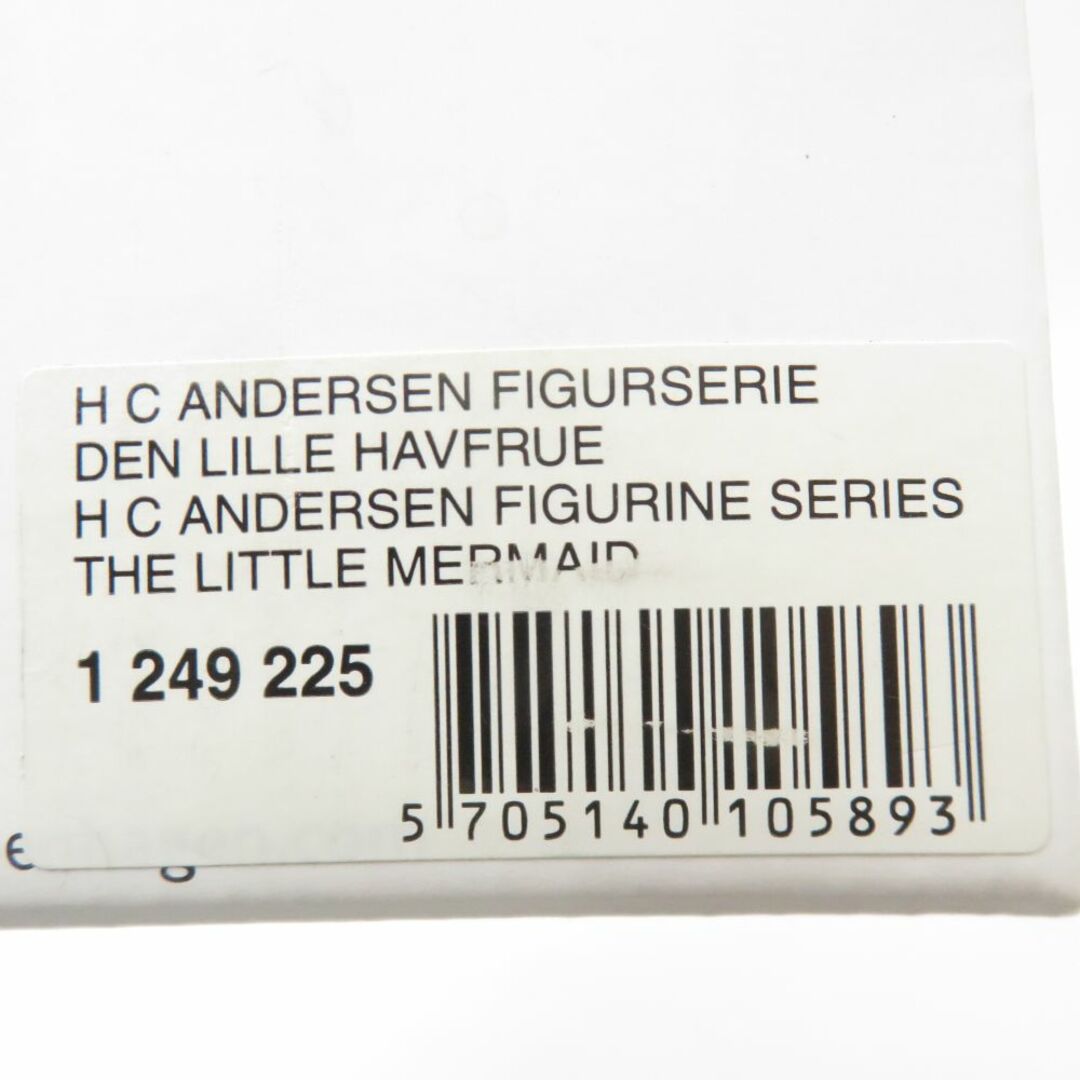 H C ANDERSEN FIGURSERIE
DEN LILLE HAVFRUE
H C ANDERSEN FIGURINE SERIES
THE LITTLE MERMAID
1 249 225
5 705140 105893